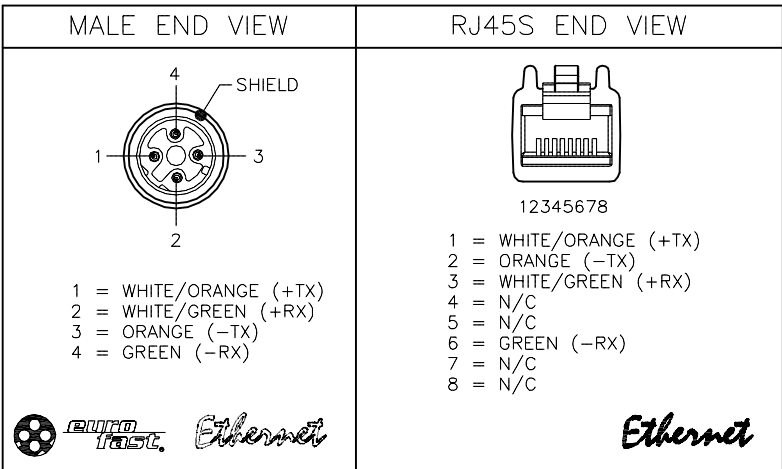 MALE END VIEW
RJ45S END VIEW
4
SHIELD
1
3
2
1 = WHITE/ORANGE (+TX)
2 = WHITE/GREEN (+RX)
3 = ORANGE (−TX)
4 = GREEN (−RX)
euro
fast.
Ethernet
12345678
1 = WHITE/ORANGE (+TX)
2 = ORANGE (−TX)
3 = WHITE/GREEN (+RX)
4 = N/C
5 = N/C
6 = GREEN (−RX)
7 = N/C
8 = N/C
Ethernet